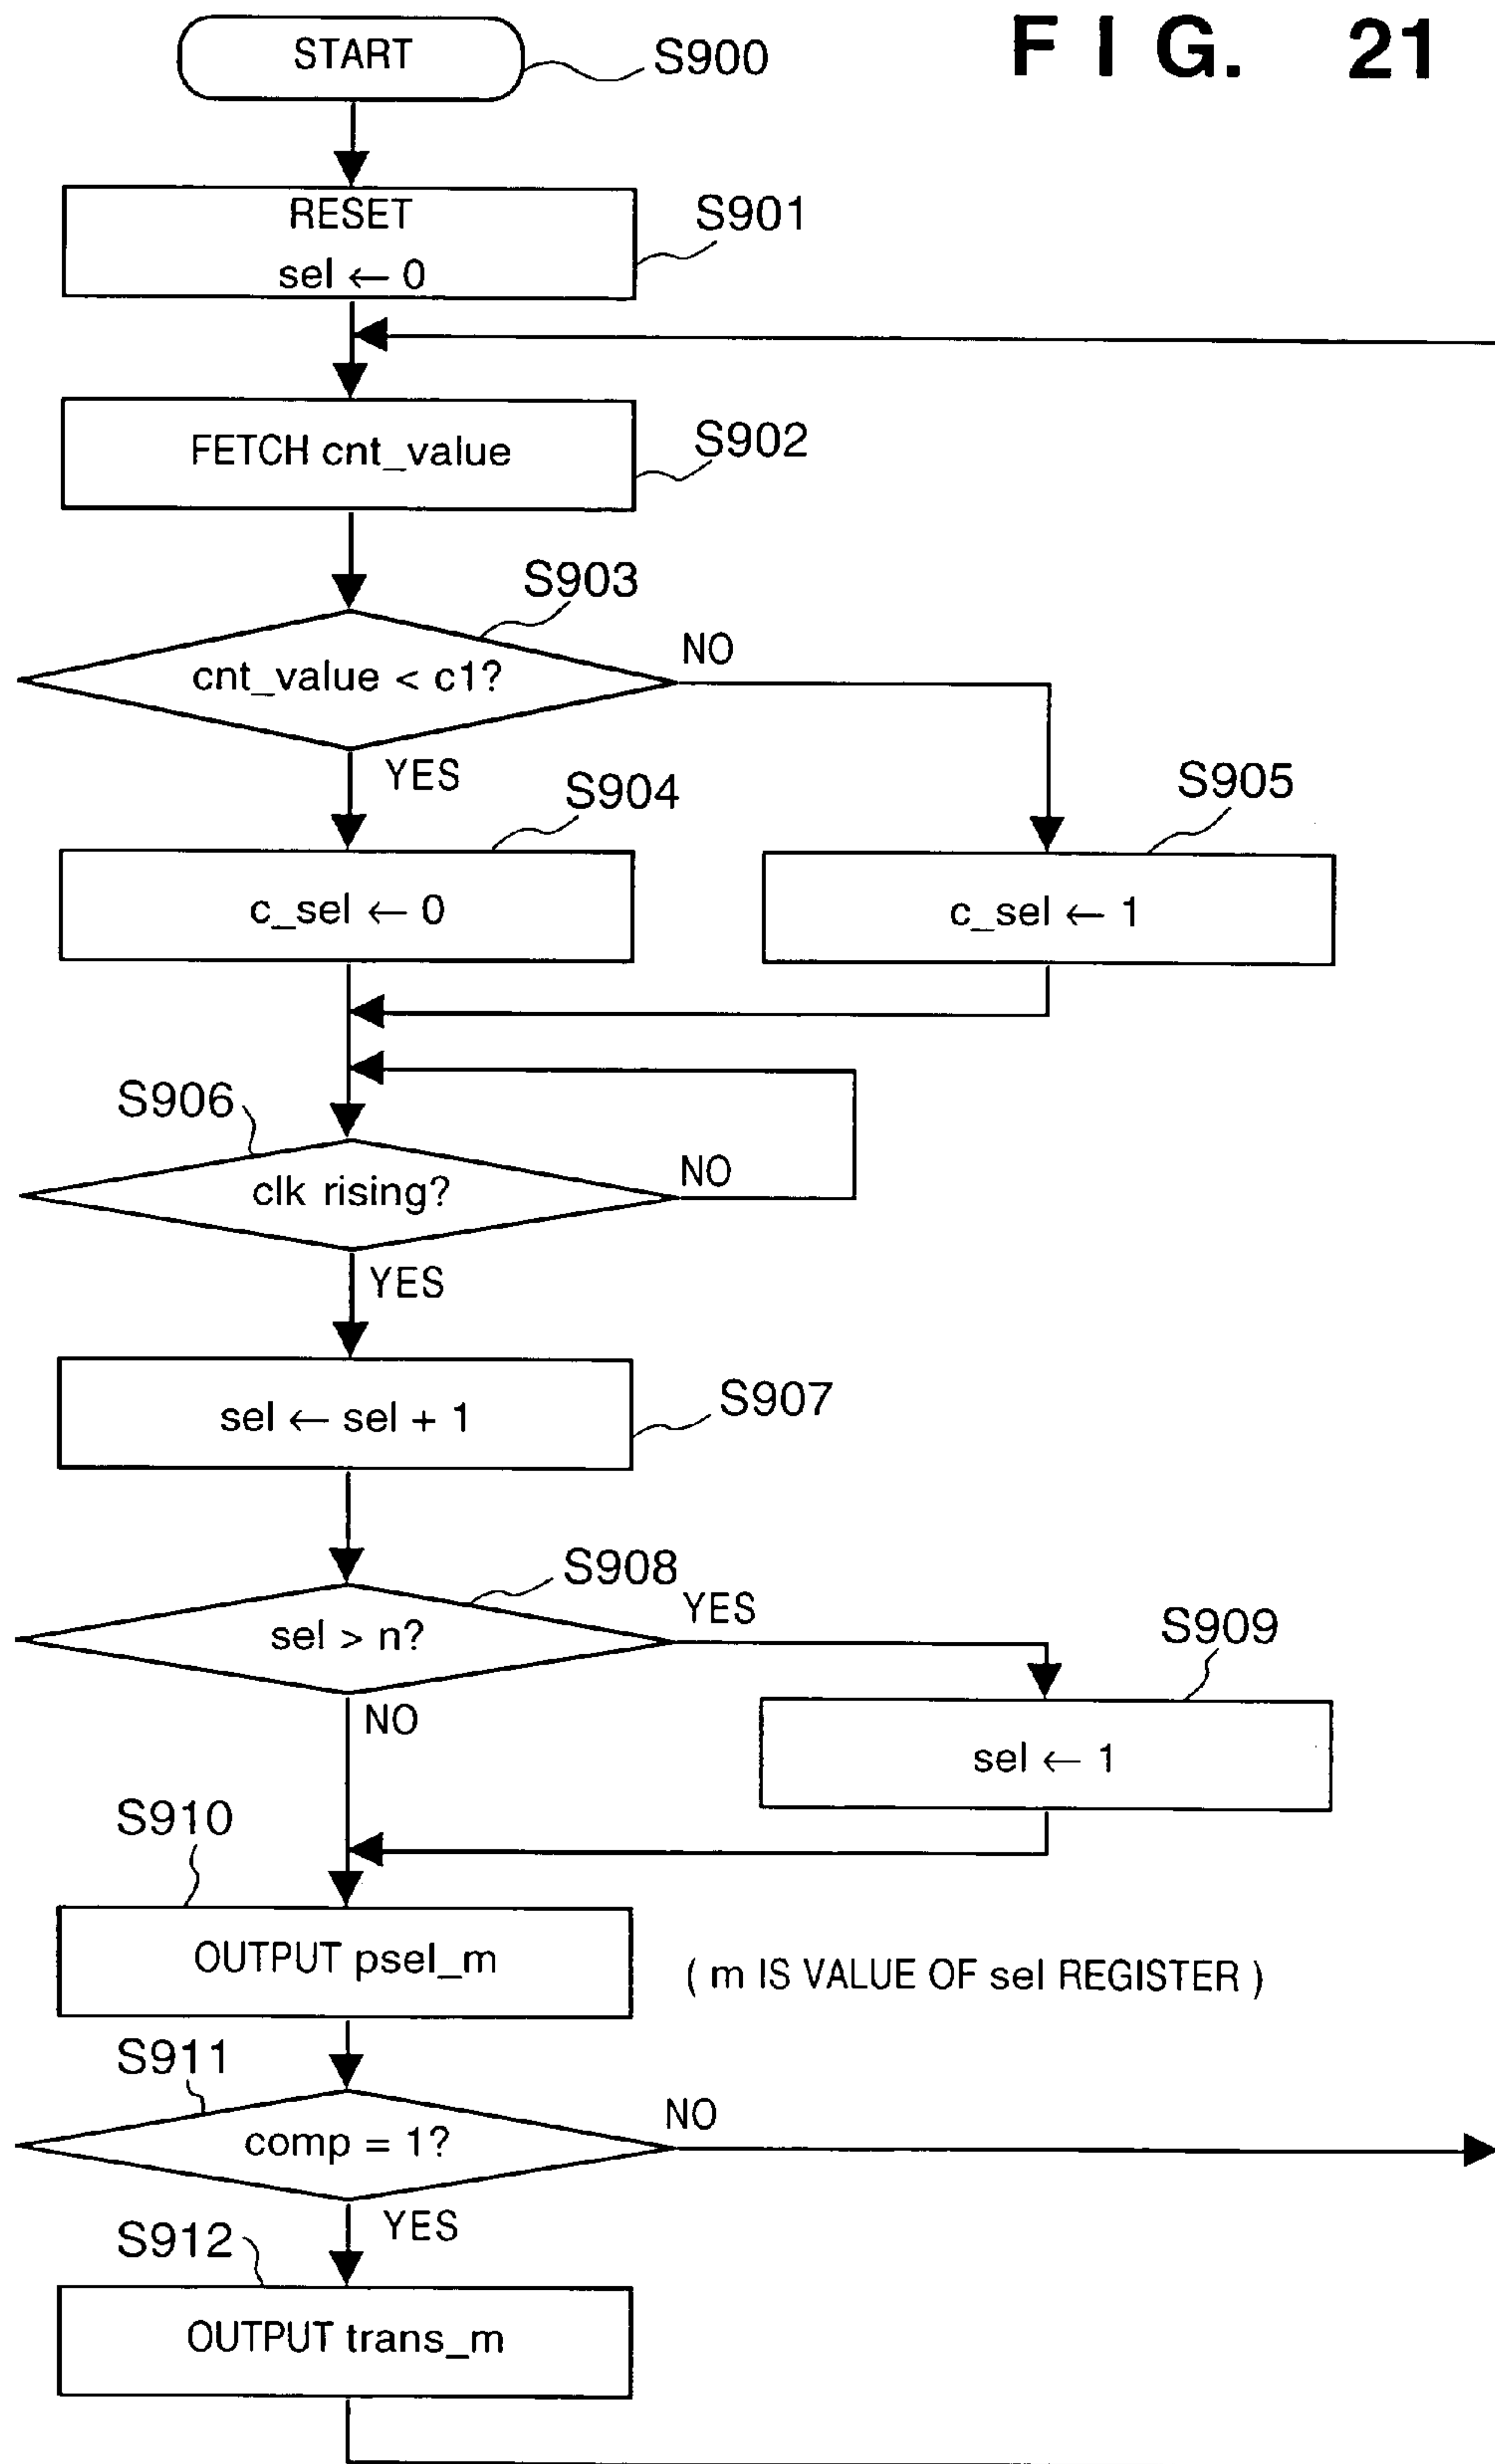 FIG. 21
START
S900
RESET
sel ← 0
S901
FETCH cnt_value
S902
S903
cnt_value < c1?
NO
YES
S904
c_sel ← 0
S905
c_sel ← 1
S906
clk rising?
NO
YES
sel ← sel + 1
S907
S908
sel > n?
YES
NO
S909
sel ← 1
S910
OUTPUT psel_m
( m IS VALUE OF sel REGISTER )
S911
comp = 1?
NO
YES
S912
OUTPUT trans_m